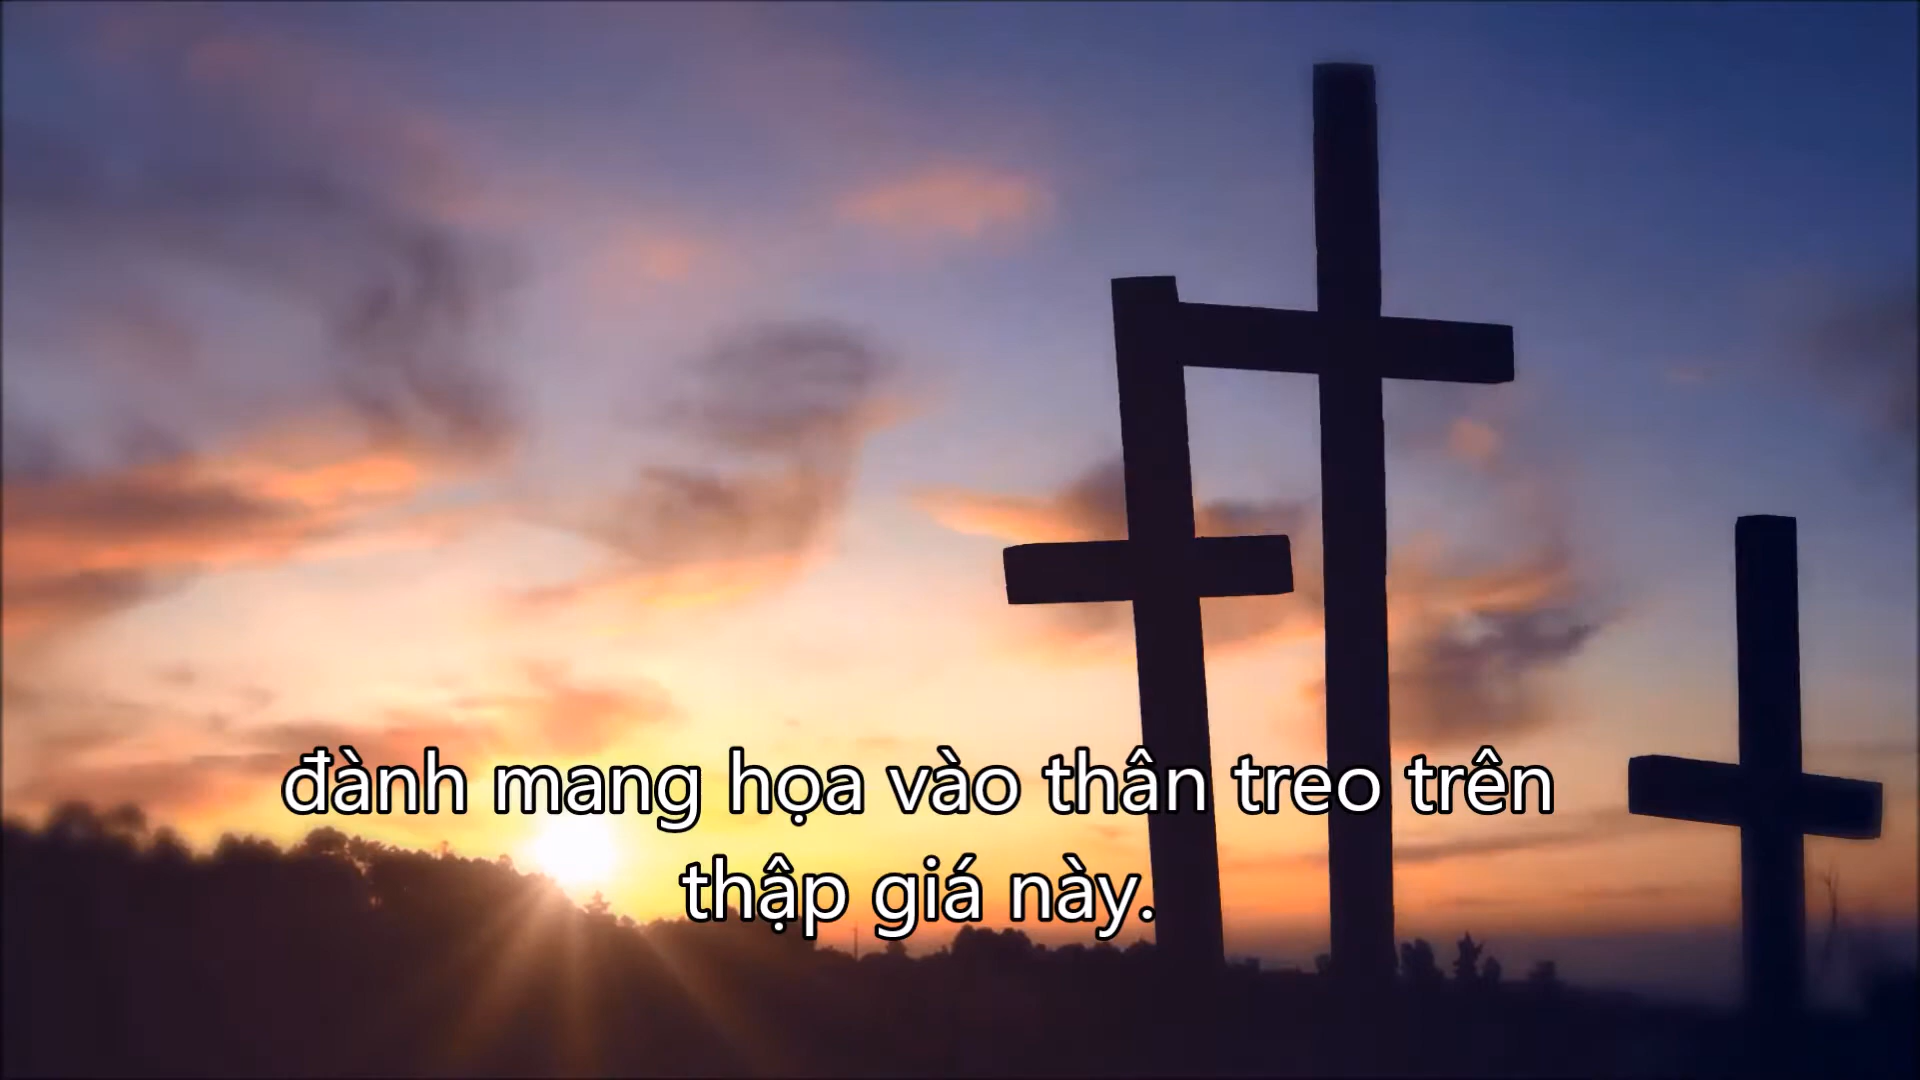 đành mang họa vào thân treo trên
thập giá này.